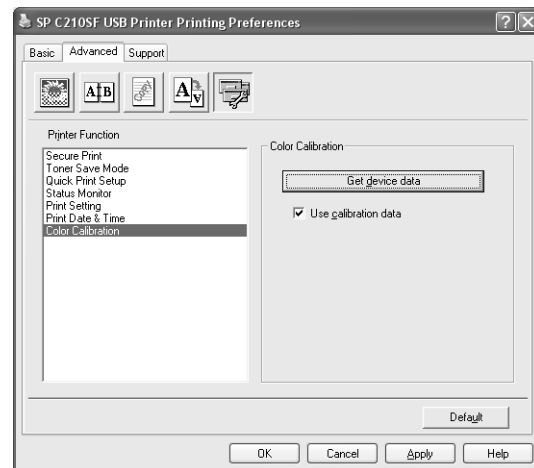 SP C210SF USB Printer Printing Preferences
Basic Advanced Support
A B
A A
Printer Function
Secure Print
Toner Save Mode
Quick Print Setup
Status Monitor
Print Setting
Print Date & Time
Color Calibration
Color Calibration
Get device data
Use calibration data
Default
OK Cancel Apply Help